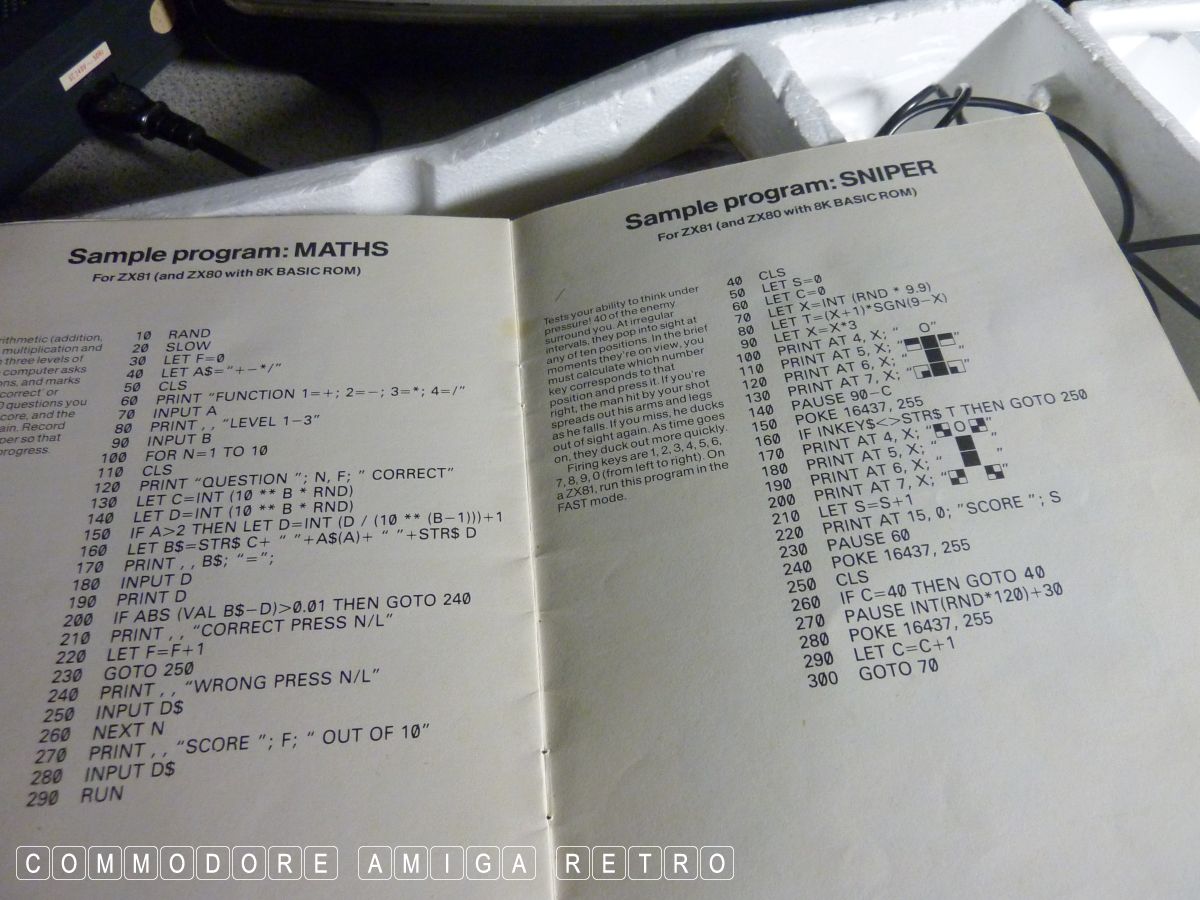 SC240V~50Hz
Sample program: MATHS
For ZX81 (and ZX80 with 8K BASIC ROM)
rithmetic (addition,
multiplication and
three levels of
computer asks
ons, and marks
correct' or
0 questions you
core, and the
ain. Record
per so that
progress.
10 RAND
20 SLOW
30 LET F=0
40 LET A$="+-*/"
50 CLS
60 PRINT "FUNCTION 1=+; 2=-; 3=*; 4=/"
70 INPUT A
80 PRINT , , "LEVEL 1-3"
90 INPUT B
100 FOR N=1 TO 10
110 CLS
120 PRINT "QUESTION "; N, F; " CORRECT"
130 LET C=INT (10 ** B * RND)
140 LET D=INT (10 ** B * RND)
150 IF A>2 THEN LET D=INT (D / (10 ** (B-1)))+1
160 LET B$=STR$ C+ " "+A$(A)+ " "+STR$ D
170 PRINT , , B$; "=";
180 INPUT D
190 PRINT D
200 IF ABS (VAL B$-D)>0.01 THEN GOTO 240
210 PRINT , , "CORRECT PRESS N/L"
220 LET F=F+1
230 GOTO 250
240 PRINT , , "WRONG PRESS N/L"
250 INPUT D$
260 NEXT N
270 PRINT , , "SCORE "; F; " OUT OF 10"
280 INPUT D$
290 RUN
Sample program: SNIPER
For ZX81 (and ZX80 with 8K BASIC ROM)
Tests your ability to think under
pressure! 40 of the enemy
surround you. At irregular
intervals, they pop into sight at
any of ten positions. In the brief
moments they're on view, you
must calculate which number
key corresponds to that
position and press it. If you're
right, the man hit by your shot
spreads out his arms and legs
as he falls. If you miss, he ducks
out of sight again. As time goes
on, they duck out more quickly.
Firing keys are 1, 2, 3, 4, 5, 6,
7, 8, 9, 0 (from left to right). On
a ZX81, run this program in the
FAST mode.
40 CLS
50 LET S=0
60 LET C=0
70 LET X=INT (RND * 9.9)
80 LET T=(X+1)*SGN(9-X)
90 LET X=X*3
100 PRINT AT 4, X; " O"
110 PRINT AT 5, X; " "
120 PRINT AT 6, X; " "
130 PRINT AT 7, X; " "
140 PAUSE 90-C
150 POKE 16437, 255
160 IF INKEY$<>STR$ T THEN GOTO 250
170 PRINT AT 4, X; " O "
180 PRINT AT 5, X; " "
190 PRINT AT 6, X; " "
200 PRINT AT 7, X; " "
210 LET S=S+1
220 PRINT AT 15, 0; "SCORE "; S
230 PAUSE 60
240 POKE 16437, 255
250 CLS
260 IF C=40 THEN GOTO 40
270 PAUSE INT(RND*120)+30
280 POKE 16437, 255
290 LET C=C+1
300 GOTO 70
COMMODORE AMIGA RETRO